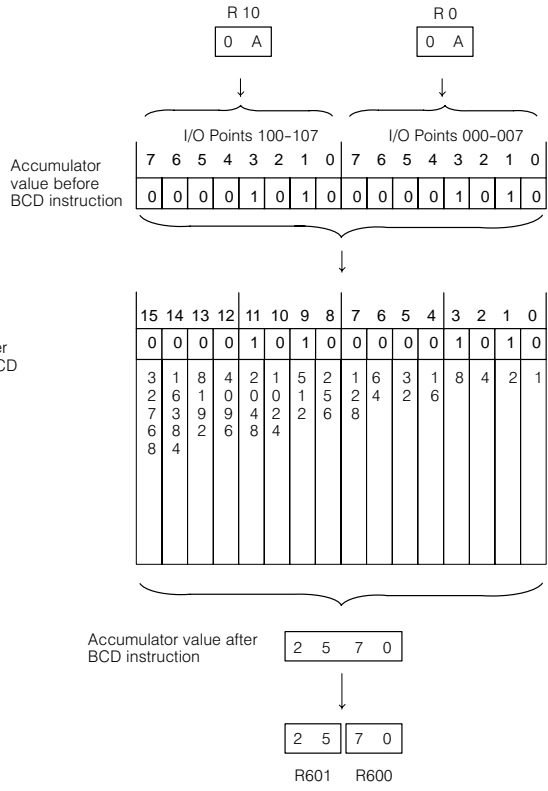 R 10 R 0
0 A 0 A
I/O Points 100-107 I/O Points 000-007
7 6 5 4 3 2 1 0 7 6 5 4 3 2 1 0
Accumulator
value before
BCD instruction
0 0 0 0 1 0 1 0 0 0 0 0 1 0 1 0
15 14 13 12 11 10 9 8 7 6 5 4 3 2 1 0
0 0 0 0 1 0 1 0 0 0 0 0 1 0 1 0
er
CD
32768 16384 8192 4096 2048 1024 512 256 128 64 32 16 8 4 2 1
Accumulator value after
BCD instruction
2 5 7 0
2 5 7 0
R601 R600